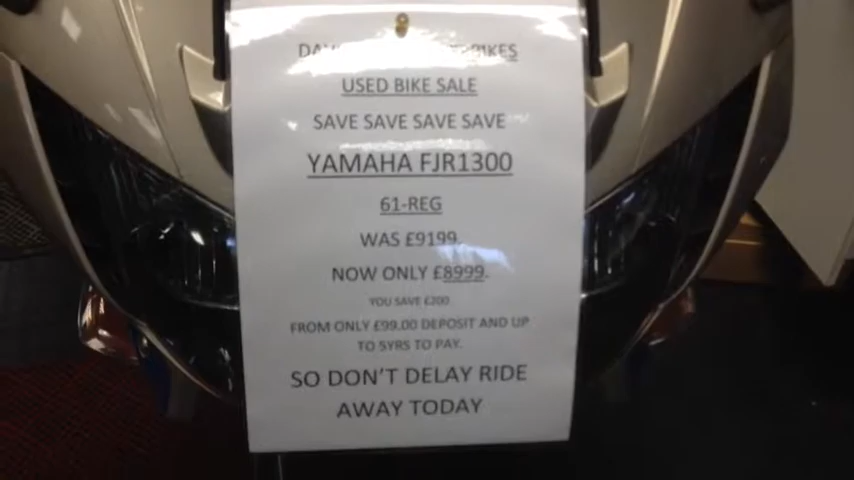 USED BIKE SALE
SAVE SAVE SAVE SAVE
YAMAHA FJR1300
61-REG
WAS £9199.
NOW ONLY £8999.
YOU SAVE £200
FROM ONLY £99.00 DEPOSIT AND UP
TO 5YRS TO PAY.
SO DON'T DELAY RIDE
AWAY TODAY